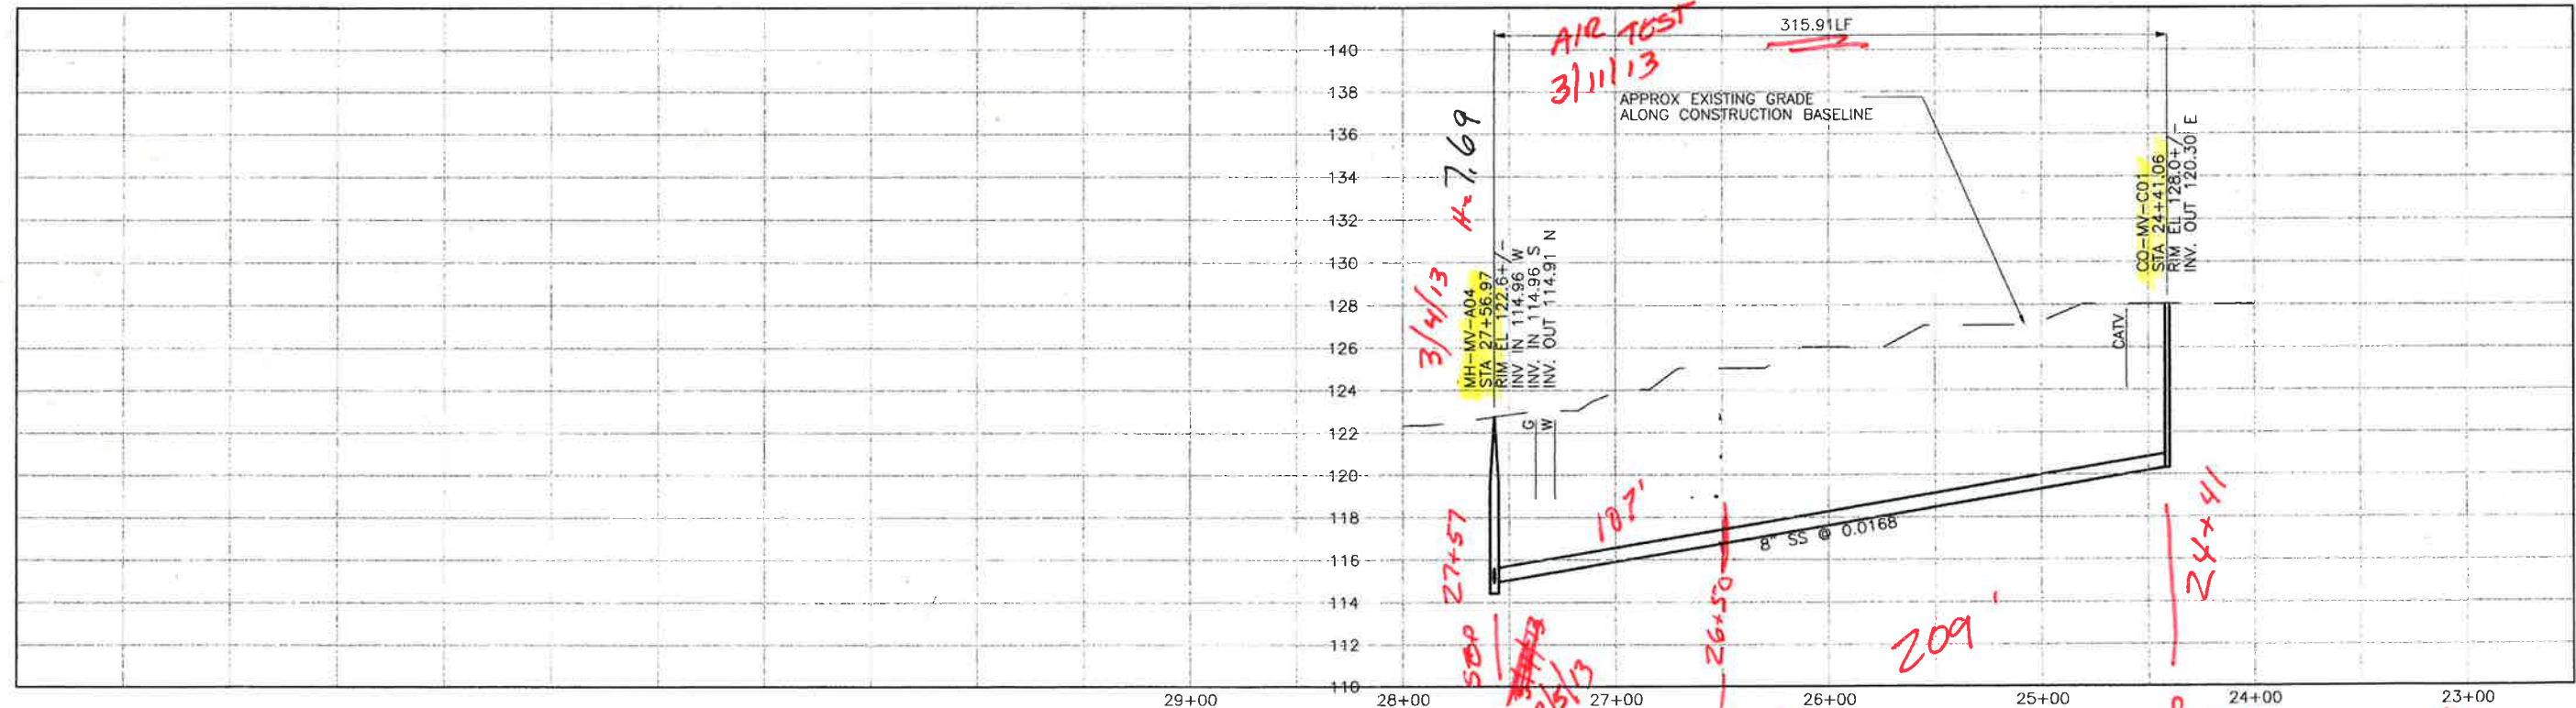 315.91LF
AIR TEST
3/11/13
APPROX EXISTING GRADE
ALONG CONSTRUCTION BASELINE
140
138
136
134
132
130
128
126
124
122
120
118
116
114
112
110
3/4/13
H= 7.69
MH-MV-A04
STA 27+56.97
RIM EL 122.6+/-
INV IN 114.96 W
INV. IN 114.96 S
INV. OUT 114.91 N
G
W
CO-MV-C01
STA 24+41.06
RIM EL 128.0+/-
INV. OUT 120.30 E
CATV
107'
8" SS @ 0.0168
27+57
26+50
209'
24+41
29+00
28+00
27+00
26+00
25+00
24+00
23+00